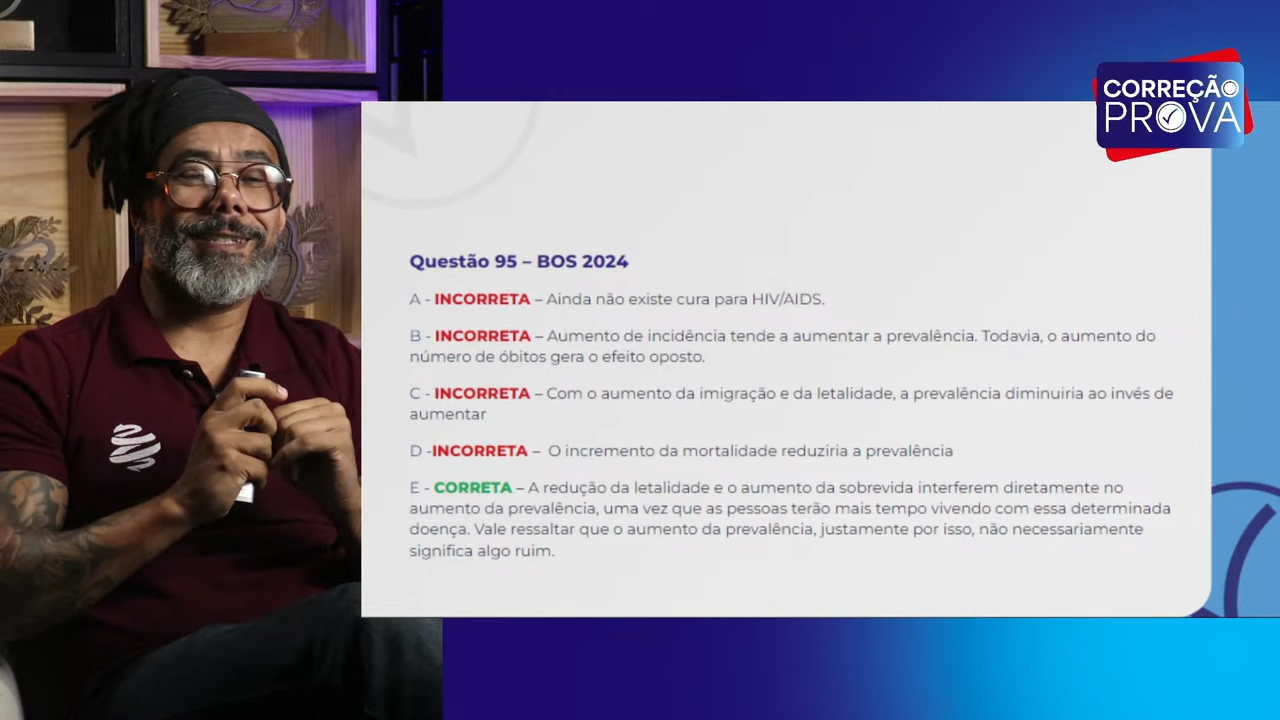 CORREÇÃO
PROVA
Questão 95 – BOS 2024
A - INCORRETA – Ainda não existe cura para HIV/AIDS.
B - INCORRETA – Aumento de incidência tende a aumentar a prevalência. Todavia, o aumento do
número de óbitos gera o efeito oposto.
C - INCORRETA – Com o aumento da imigração e da letalidade, a prevalência diminuiria ao invés de
aumentar
D -INCORRETA – O incremento da mortalidade reduziria a prevalência
E - CORRETA – A redução da letalidade e o aumento da sobrevida interferem diretamente no
aumento da prevalência, uma vez que as pessoas terão mais tempo vivendo com essa determinada
doença. Vale ressaltar que o aumento da prevalência, justamente por isso, não necessariamente
significa algo ruim.